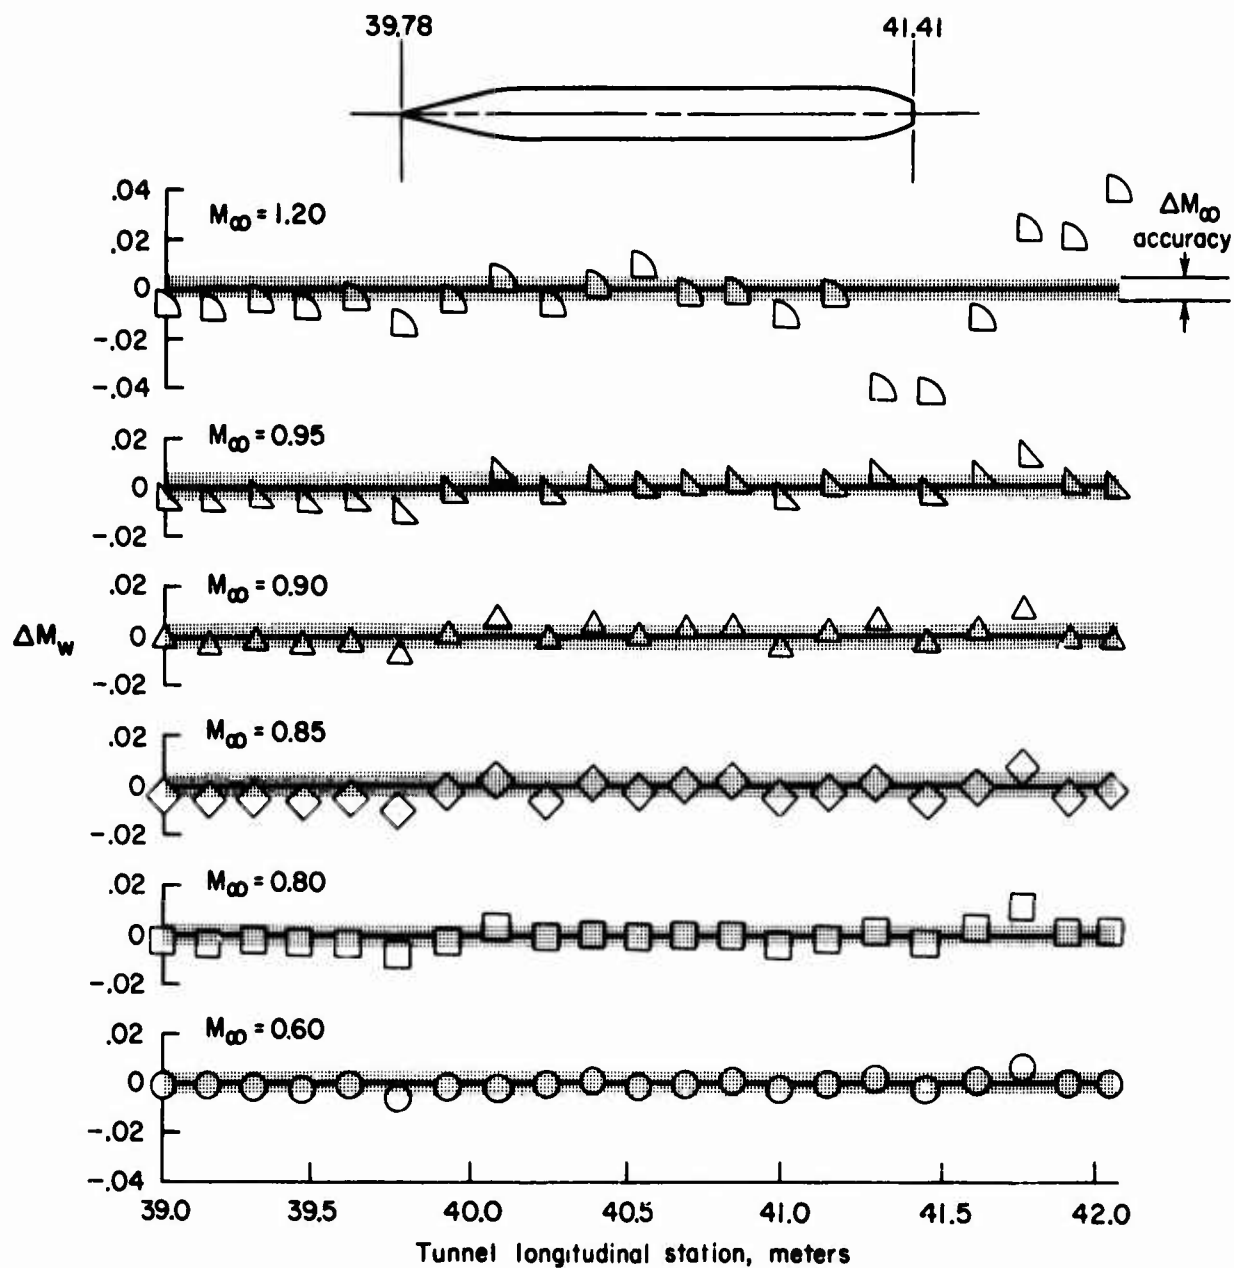 39.78 41.41
.04
M∞ = 1.20
ΔM∞
accuracy
.02
0
-.02
-.04
.02
M∞ = 0.95
0
-.02
.02
M∞ = 0.90
ΔMw
0
-.02
.02
M∞ = 0.85
0
-.02
.02
M∞ = 0.80
0
-.02
.02
M∞ = 0.60
0
-.02
-.04
39.0 39.5 40.0 40.5 41.0 41.5 42.0
Tunnel longitudinal station, meters